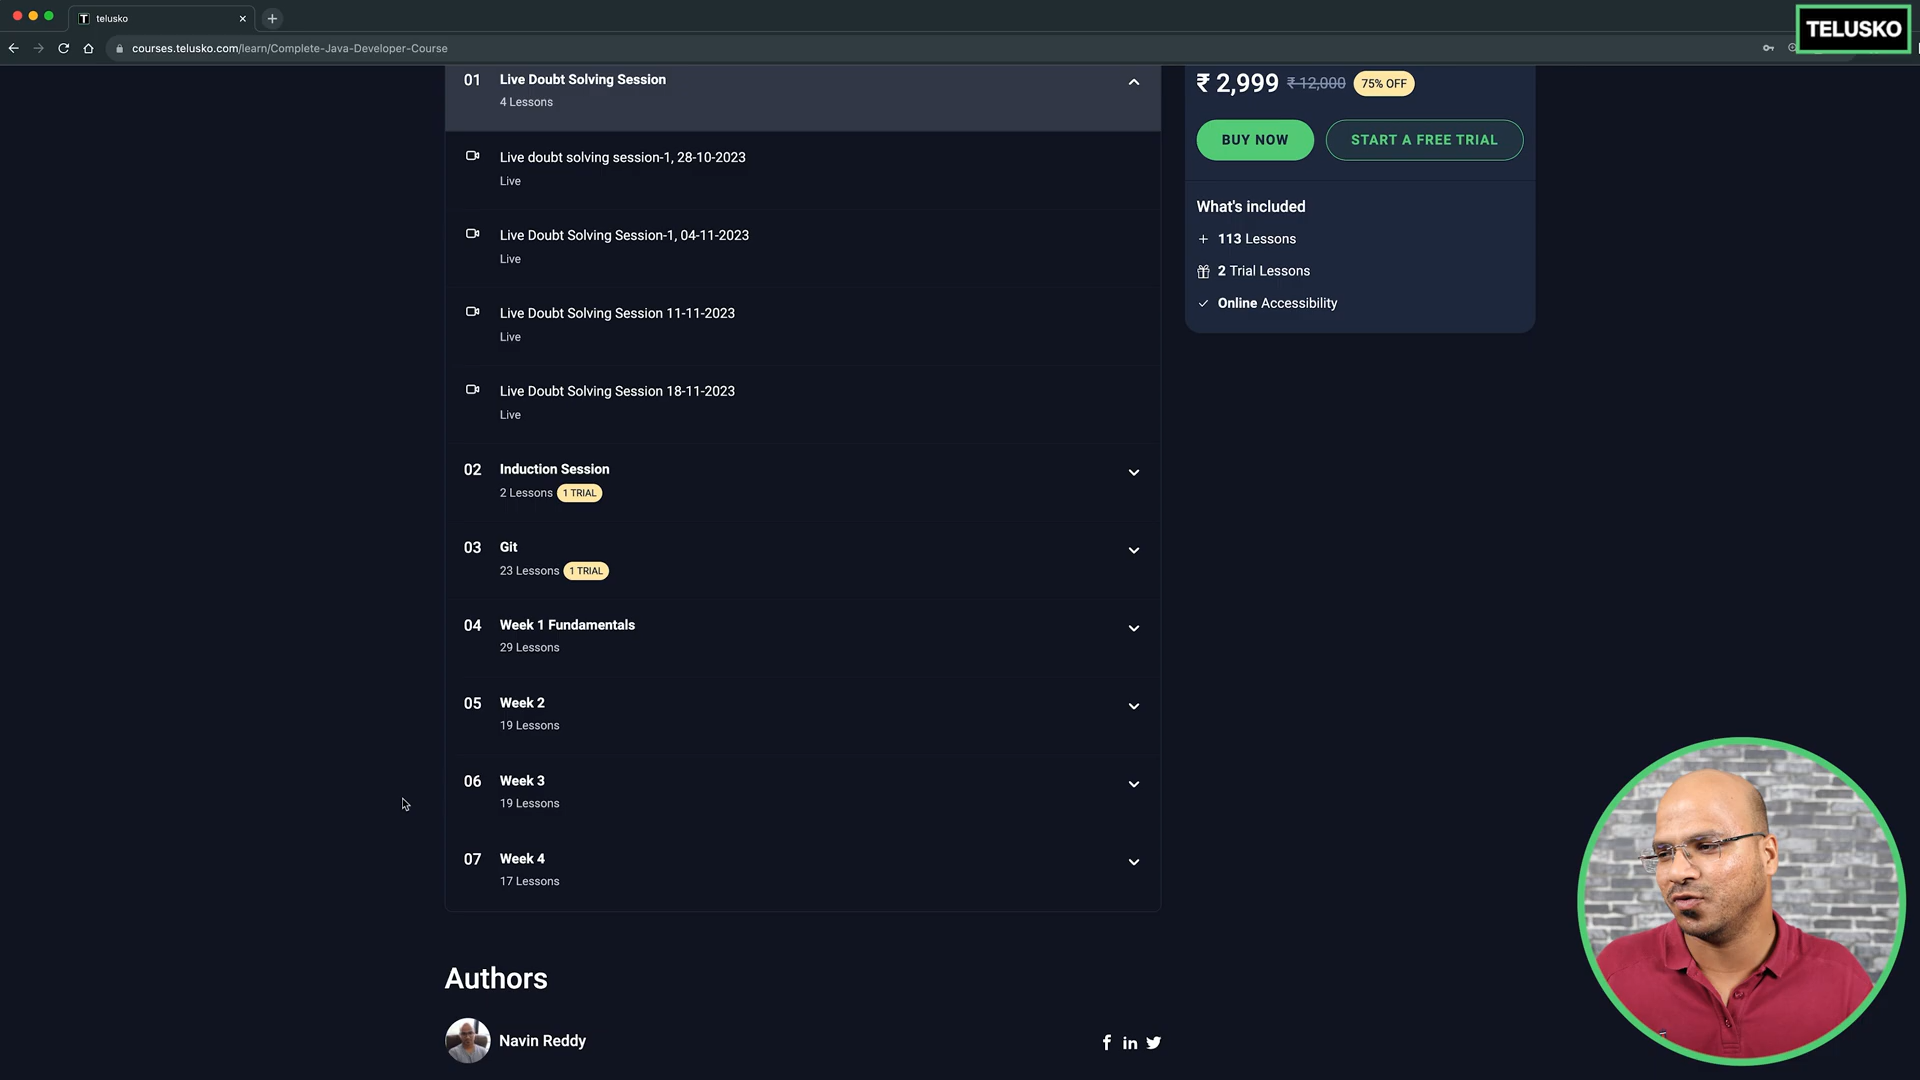 telusko
TELUSKO
courses.telusko.com/learn/Complete-Java-Developer-Course
01 Live Doubt Solving Session
4 Lessons
Live doubt solving session-1, 28-10-2023
Live
Live Doubt Solving Session-1, 04-11-2023
Live
Live Doubt Solving Session 11-11-2023
Live
Live Doubt Solving Session 18-11-2023
Live
02 Induction Session
2 Lessons 1 TRIAL
03 Git
23 Lessons 1 TRIAL
04 Week 1 Fundamentals
29 Lessons
05 Week 2
19 Lessons
06 Week 3
19 Lessons
07 Week 4
17 Lessons
₹ 2,999 ₹ 12,000 75% OFF
BUY NOW START A FREE TRIAL
What's included
113 Lessons
2 Trial Lessons
Online Accessibility
Authors
Navin Reddy